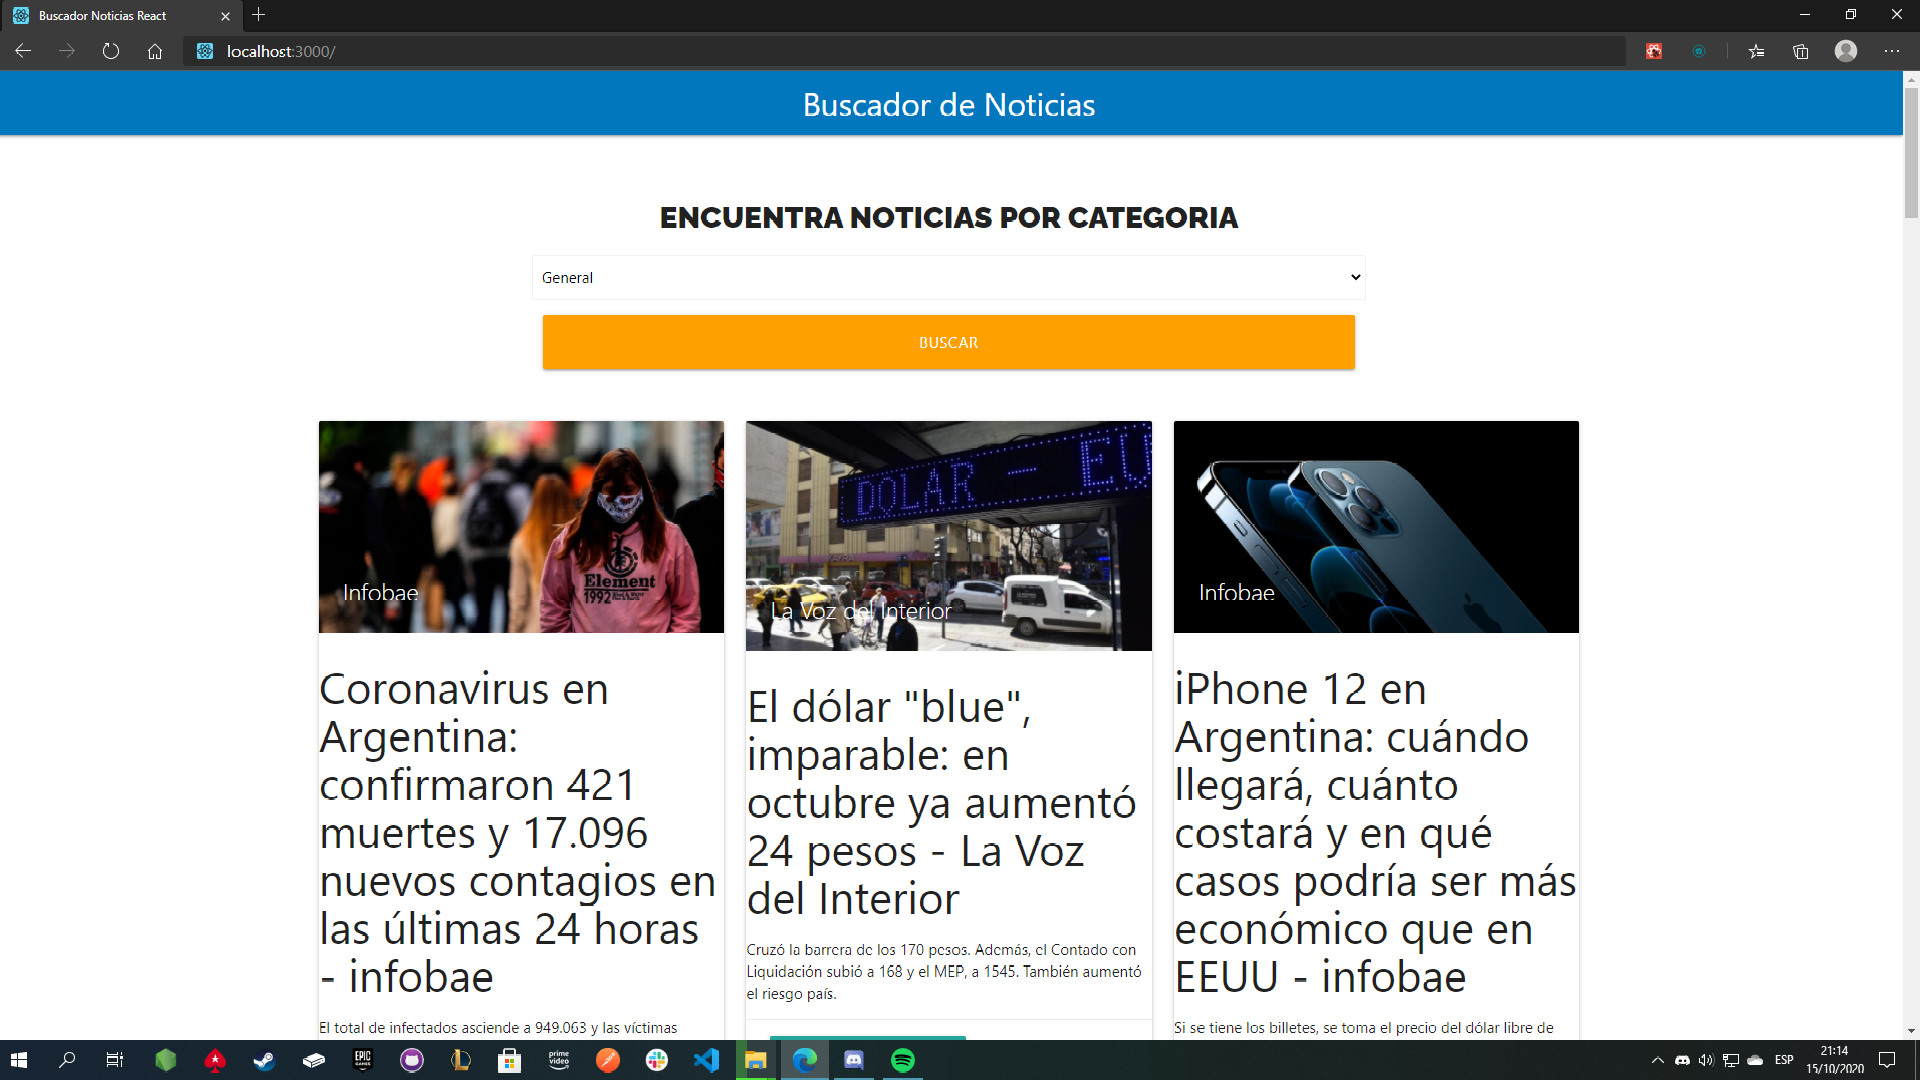 Buscador Noticias React
localhost:3000/
Buscador de Noticias
ENCUENTRA NOTICIAS POR CATEGORIA
General
BUSCAR
Element
1992
Infobae
Coronavirus en
Argentina:
confirmaron 421
muertes y 17.096
nuevos contagios en
las últimas 24 horas
- infobae
El total de infectados asciende a 949.063 y las víctimas
DOLAR - EU
La Voz del Interior
El dólar "blue",
imparable: en
octubre ya aumentó
24 pesos - La Voz
del Interior
Cruzó la barrera de los 170 pesos. Además, el Contado con
Liquidación subió a 168 y el MEP, a 1545. También aumentó
el riesgo país.
Infobae
iPhone 12 en
Argentina: cuándo
llegará, cuánto
costará y en qué
casos podría ser más
económico que en
EEUU - infobae
Si se tiene los billetes, se toma el precio del dólar libre de
EPIC
GAMES
prime
video
ESP
21:14
15/10/2020